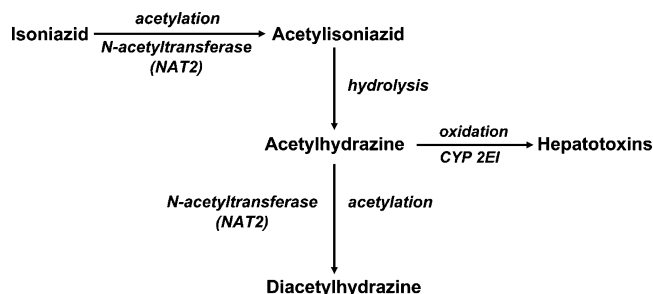 acetylation
Isoniazid
Acetylisoniazid
N-acetyltransferase
(NAT2)
hydrolysis
oxidation
Acetylhydrazine
Hepatotoxins
CYP 2EI
N-acetyltransferase
acetylation
(NAT2)
Diacetylhydrazine